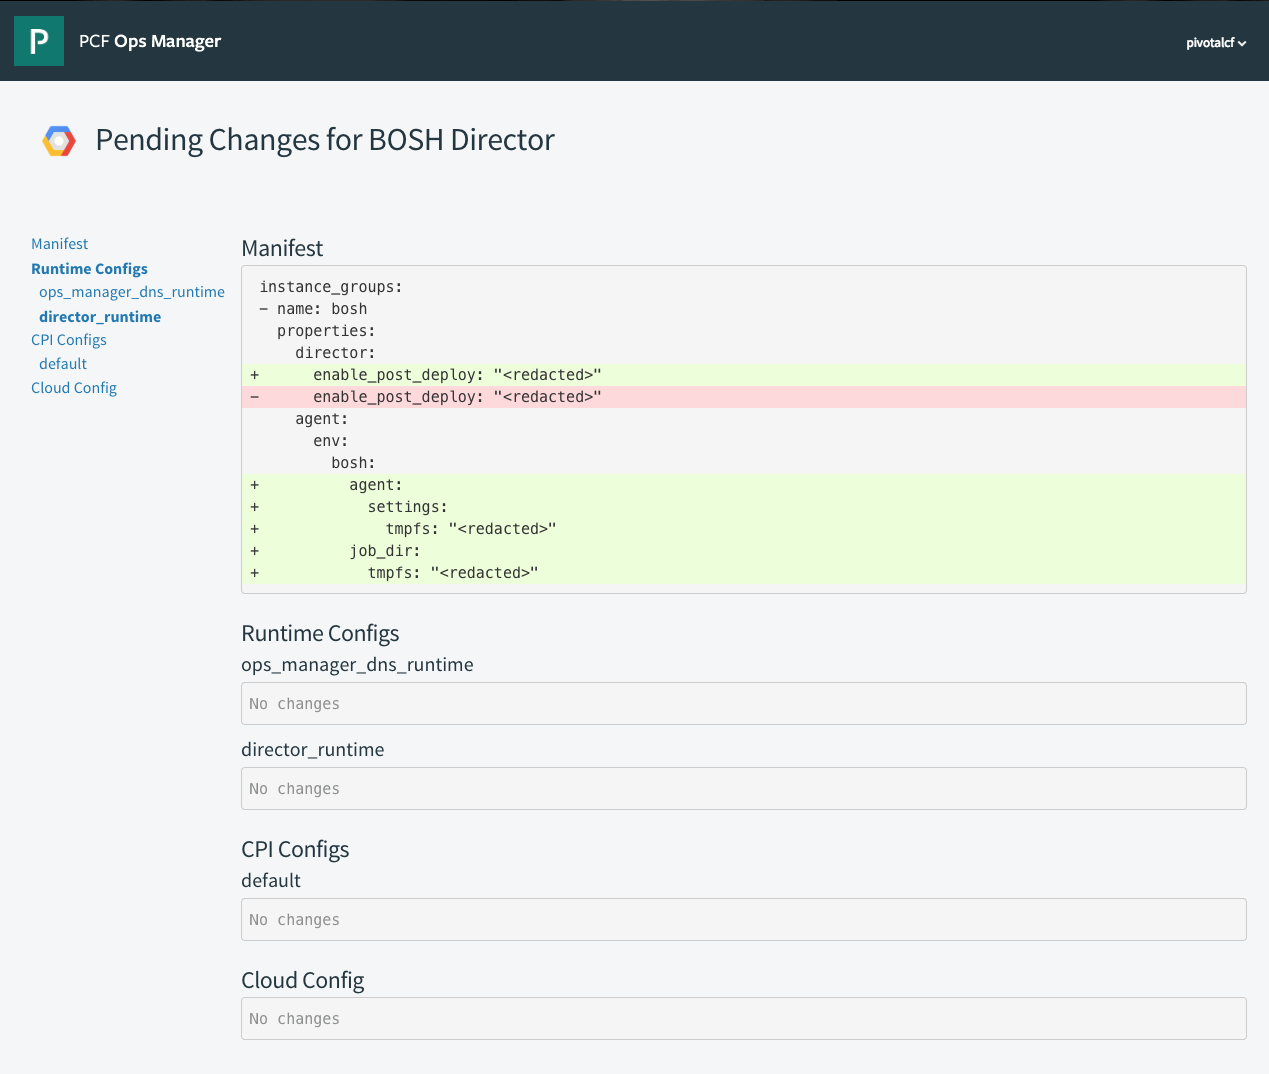 P PCF Ops Manager pivotalcf
Pending Changes for BOSH Director
Manifest
Runtime Configs
ops_manager_dns_runtime
director_runtime
CPI Configs
default
Cloud Config
Manifest
instance_groups:
- name: bosh
properties:
director:
+ enable_post_deploy: "<redacted>"
- enable_post_deploy: "<redacted>"
agent:
env:
bosh:
+ agent:
+ settings:
+ tmpfs: "<redacted>"
+ job_dir:
+ tmpfs: "<redacted>"
Runtime Configs
ops_manager_dns_runtime
No changes
director_runtime
No changes
CPI Configs
default
No changes
Cloud Config
No changes